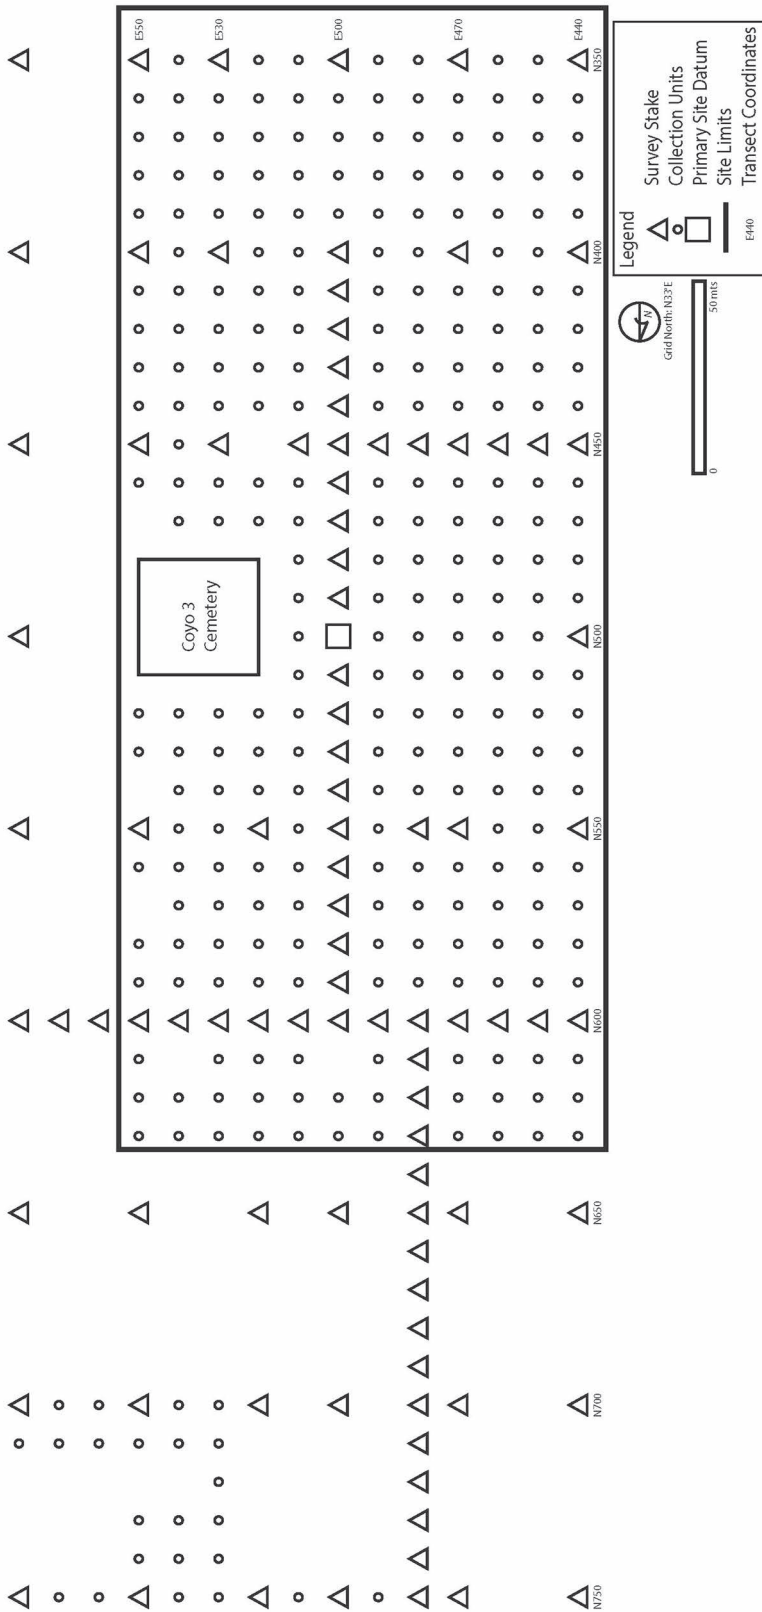 E550
E530
E500
E470
E440
N350
N400
N450
N500
N550
N600
N650
N700
N750
Coyo 3
Cemetery
Legend
Survey Stake
Collection Units
Primary Site Datum
Site Limits
E440 Transect Coordinates
N
Grid North: N33°E
0 50 mts